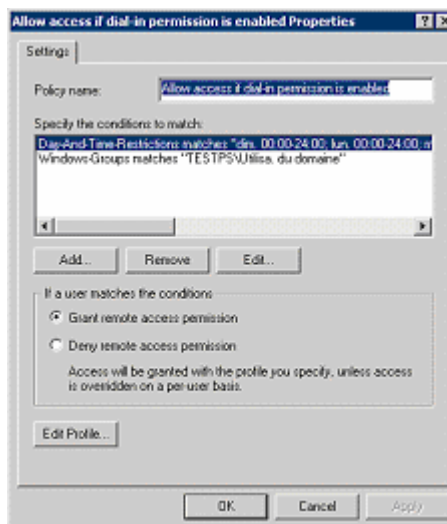 Allow access if dial-in permission is enabled Properties
Settings
Policy name: Allow access if dial-in permission is enabled
Specify the conditions to match:
Day-And-Time-Restrictions matches "dim. 00:00-24:00; lun. 00:00-24:00; m
Windows-Groups matches "TESTPS\Utilisa. du domaine"
Add... Remove Edit...
If a user matches the conditions
Grant remote access permission
Deny remote access permission
Access will be granted with the profile you specify, unless access
is overridden on a per-user basis.
Edit Profile...
OK Cancel Apply